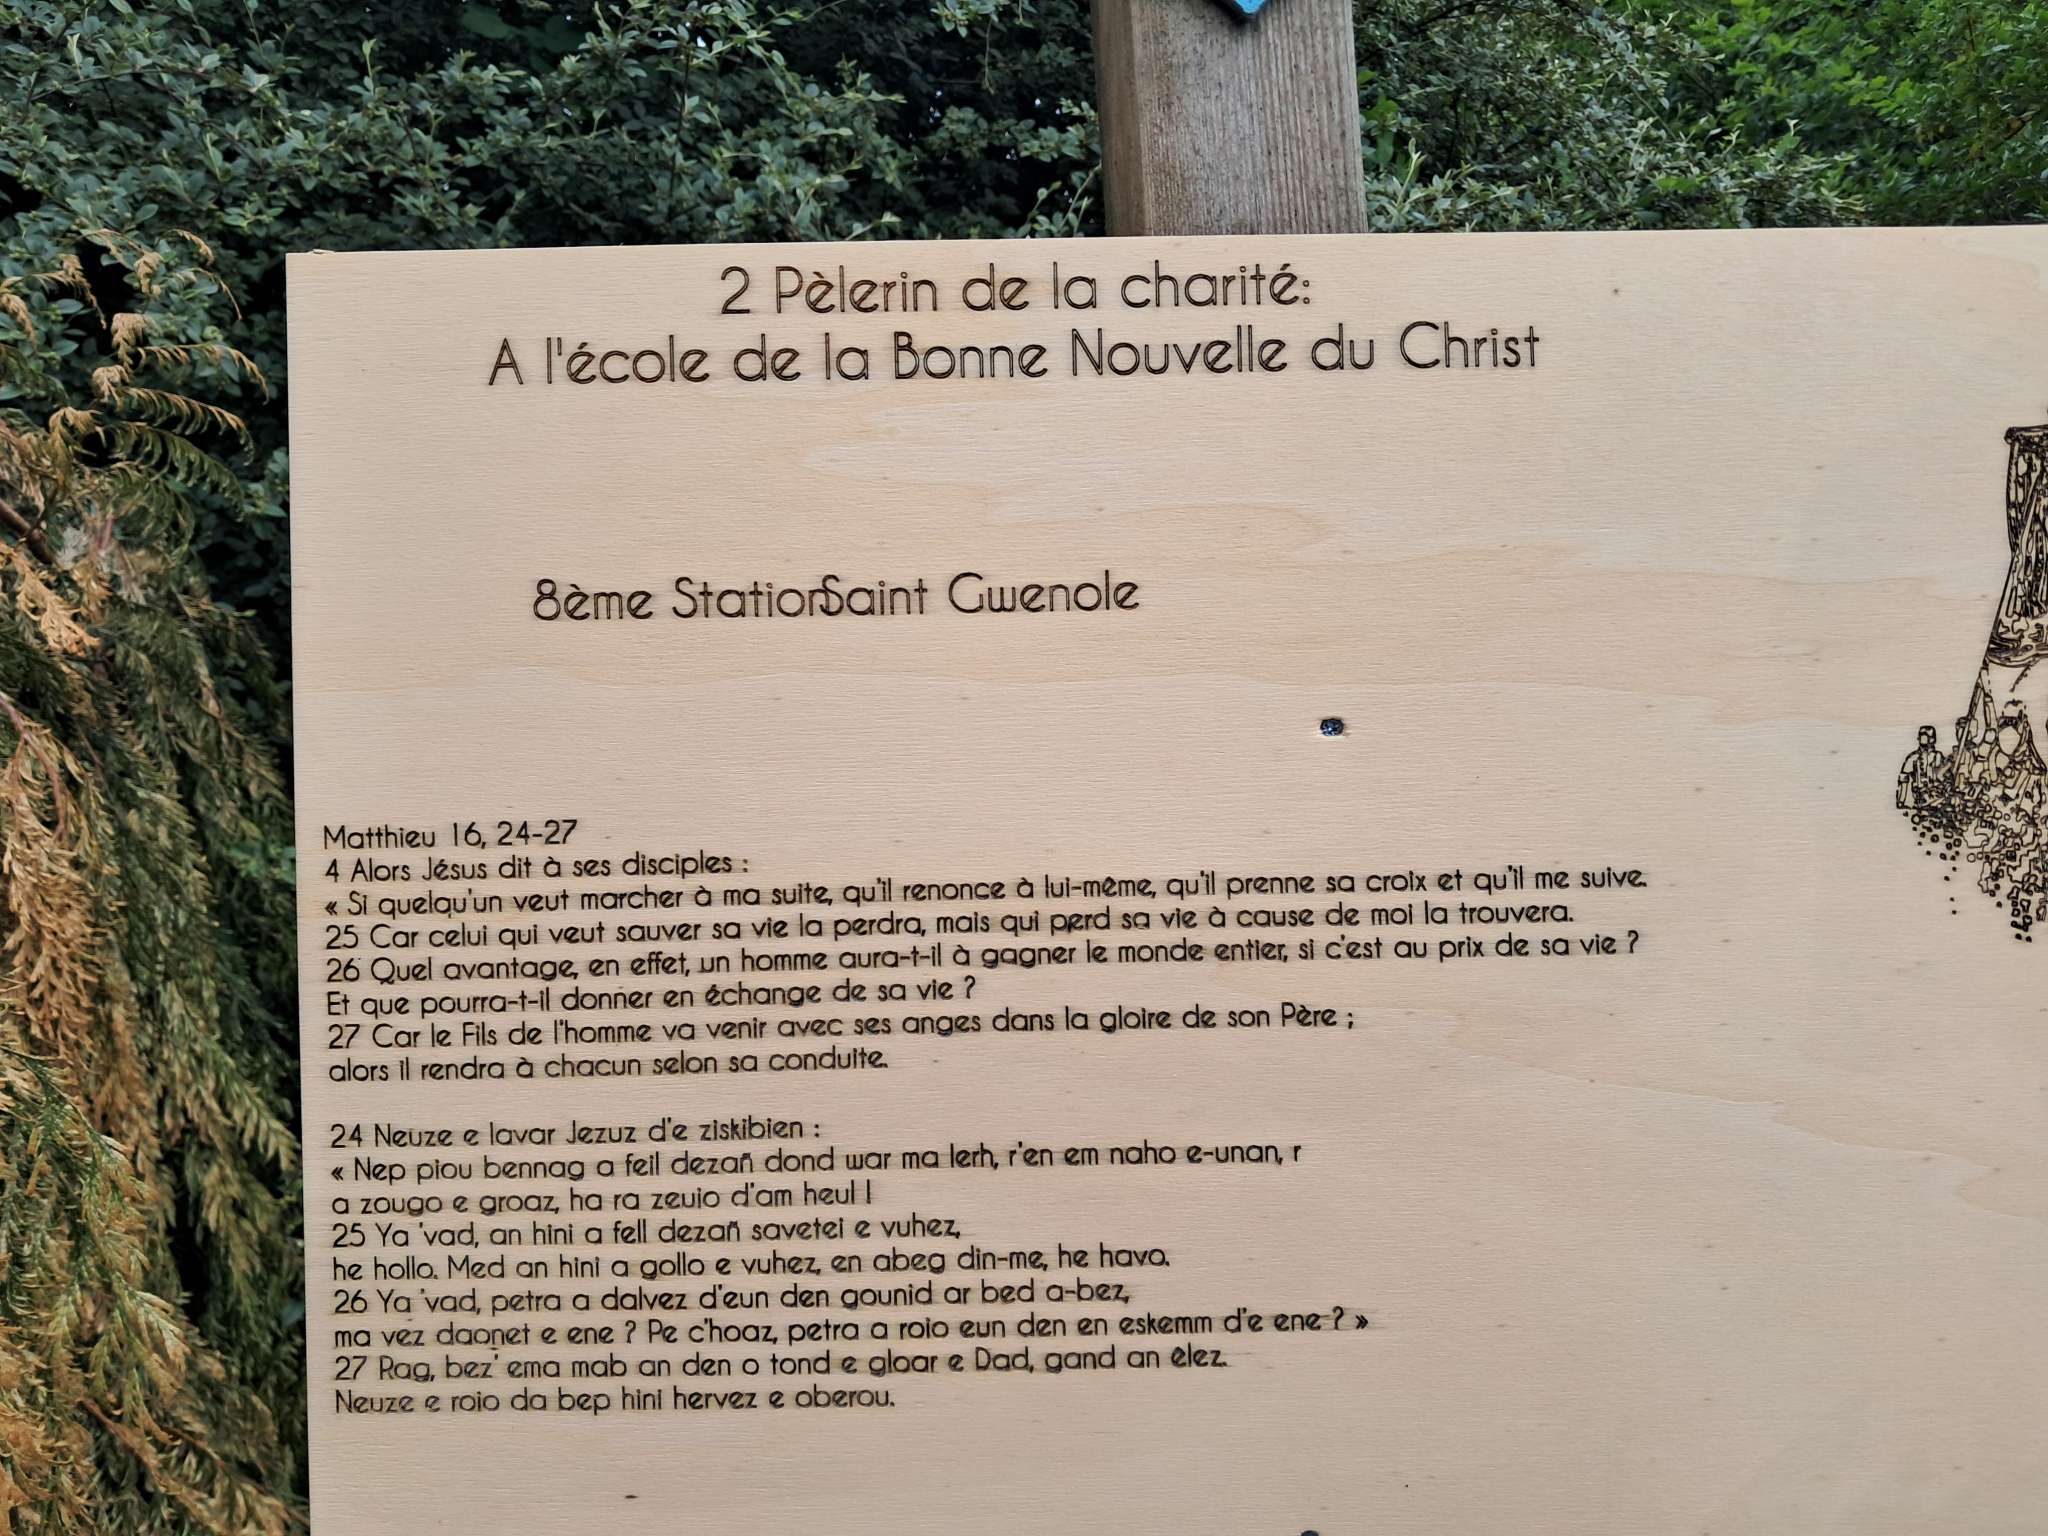 2 Pèlerin de la charité:
A l'école de la Bonne Nouvelle du Christ
8ème Station Saint Gwenole
Matthieu 16, 24-27
4 Alors Jésus dit à ses disciples :
« Si quelqu'un veut marcher à ma suite, qu'il renonce à lui-même, qu'il prenne sa croix et qu'il me suive.
25 Car celui qui veut sauver sa vie la perdra, mais qui perd sa vie à cause de moi la trouvera.
26 Quel avantage, en effet, un homme aura-t-il à gagner le monde entier, si c'est au prix de sa vie ?
Et que pourra-t-il donner en échange de sa vie ?
27 Car le Fils de l'homme va venir avec ses anges dans la gloire de son Père ;
alors il rendra à chacun selon sa conduite.
24 Neuze e lavar Jezuz d'e ziskibien :
« Nep piou bennag a feil dezañ dond war ma lerh, r'en em naho e-unan, r
a zougo e groaz, ha ra zeuio d'am heul !
25 Ya 'vad, an hini a fell dezañ savetei e vuhez,
he hollo. Med an hini a gollo e vuhez, en abeg din-me, he havo.
26 Ya 'vad, petra a dalvez d'eun den gounid ar bed a-bez,
ma vez daonet e ene ? Pe c'hoaz, petra a roio eun den en eskemm d'e ene ? »
27 Rag, bez' ema mab an den o tond e gloar e Dad, gand an êlez.
Neuze e roio da bep hini hervez e oberou.